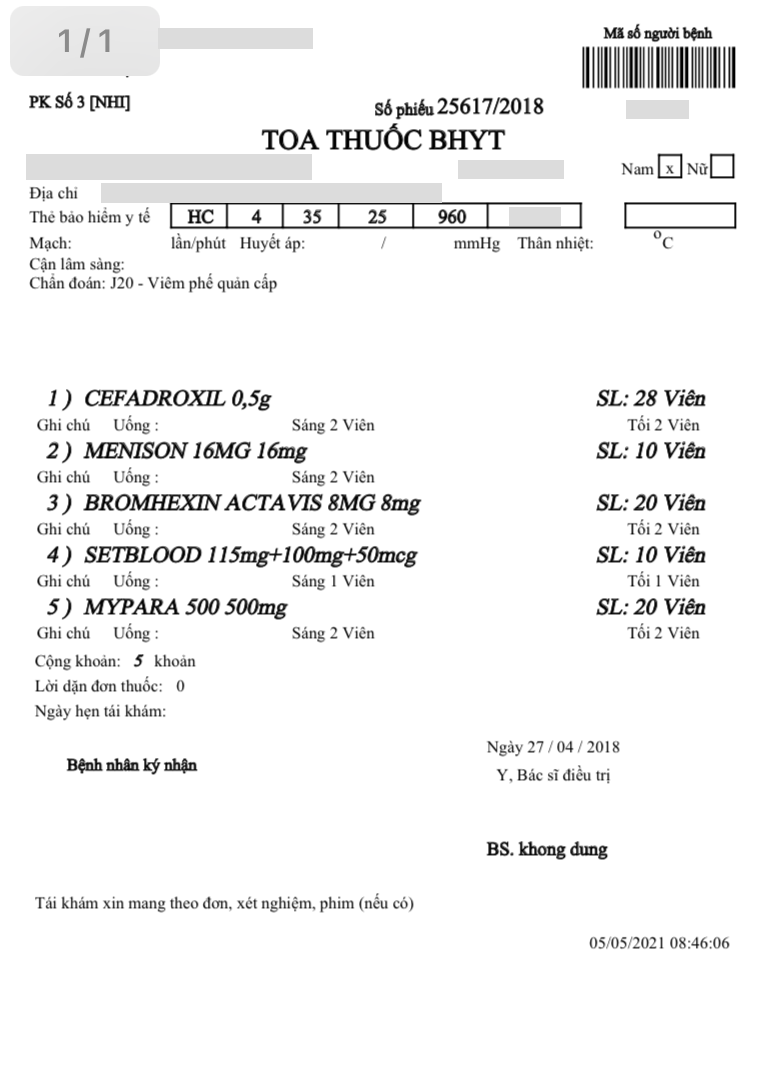 1/1
Mã số người bệnh
PK Số 3 [NHI]
Số phiếu 25617/2018
TOA THUỐC BHYT
Nam x Nữ
Địa chỉ
Thẻ bảo hiểm y tế HC 4 35 25 960
Mạch: lần/phút Huyết áp: / mmHg Thân nhiệt: °C
Cận lâm sàng:
Chẩn đoán: J20 - Viêm phế quản cấp
1 ) CEFADROXIL 0,5g SL: 28 Viên
Ghi chú Uống : Sáng 2 Viên Tối 2 Viên
2 ) MENISON 16MG 16mg SL: 10 Viên
Ghi chú Uống : Sáng 2 Viên
3 ) BROMHEXIN ACTAVIS 8MG 8mg SL: 20 Viên
Ghi chú Uống : Sáng 2 Viên Tối 2 Viên
4 ) SETBLOOD 115mg+100mg+50mcg SL: 10 Viên
Ghi chú Uống : Sáng 1 Viên Tối 1 Viên
5 ) MYPARA 500 500mg SL: 20 Viên
Ghi chú Uống : Sáng 2 Viên Tối 2 Viên
Cộng khoản: 5 khoản
Lời dặn đơn thuốc: 0
Ngày hẹn tái khám:
Ngày 27 / 04 / 2018
Bệnh nhân ký nhận
Y, Bác sĩ điều trị
BS. khong dung
Tái khám xin mang theo đơn, xét nghiệm, phim (nếu có)
05/05/2021 08:46:06